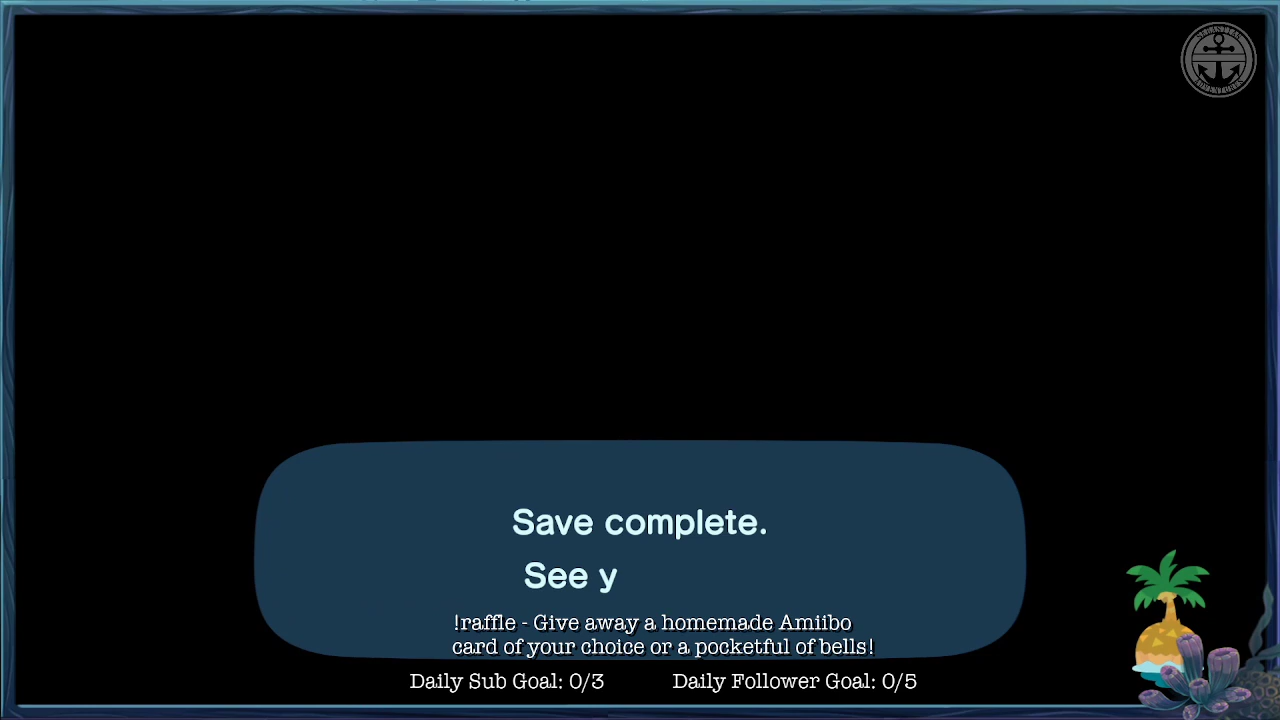 Save complete.
See y
!raffle - Give away a homemade Amiibo
card of your choice or a pocketful of bells!
Daily Sub Goal: 0/3
Daily Follower Goal: 0/5